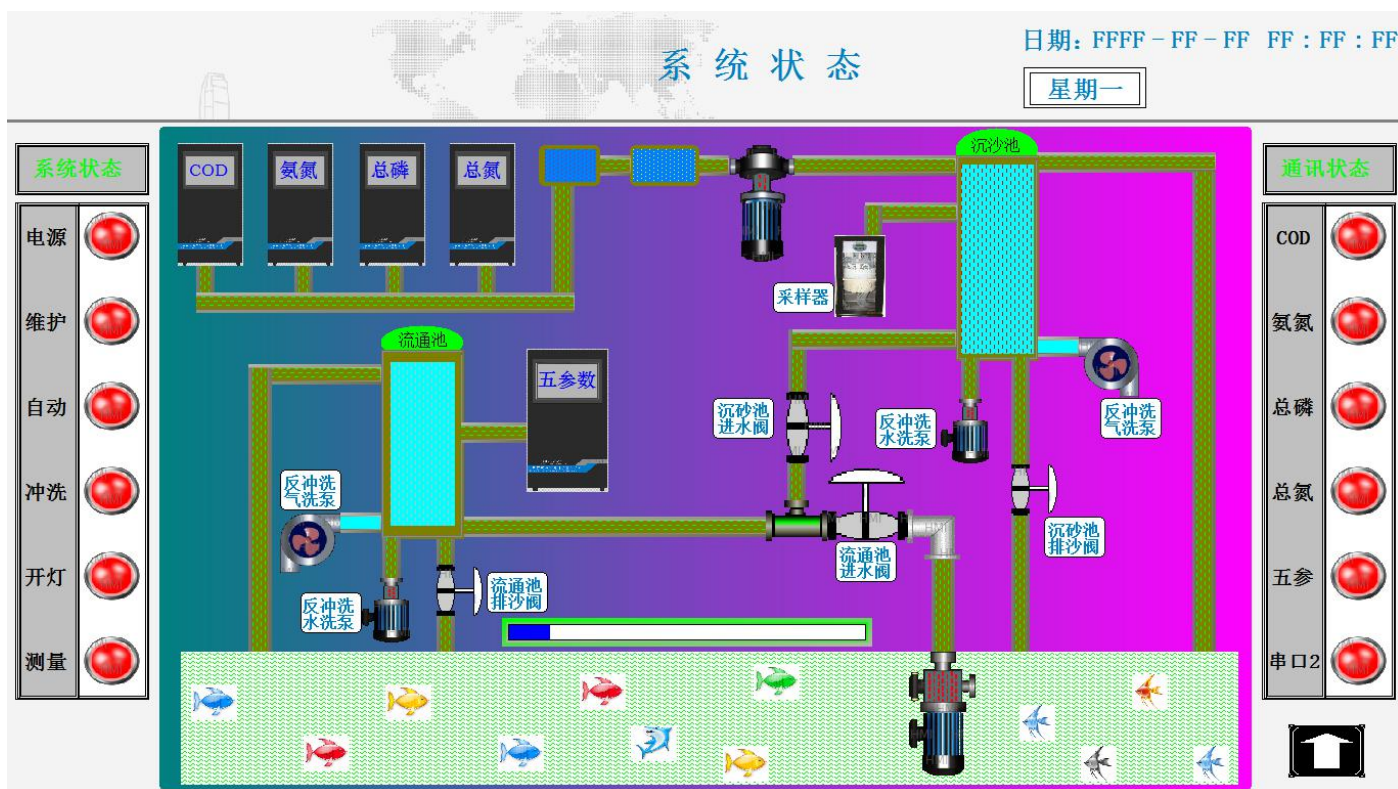 系统状态
日期: FFFF-FF-FF FF:FF:FF
星期一
系统状态
电源
维护
自动
冲洗
开灯
测量
COD
氨氮
总磷
总氮
沉沙池
采样器
流通池
五参数
沉砂池
进水阀
反冲洗
水洗泵
反冲洗
气洗泵
反冲洗
气洗泵
沉砂池
排沙阀
流通池
进水阀
流通池
排沙阀
反冲洗
水洗泵
通讯状态
COD
氨氮
总磷
总氮
五参
串口2